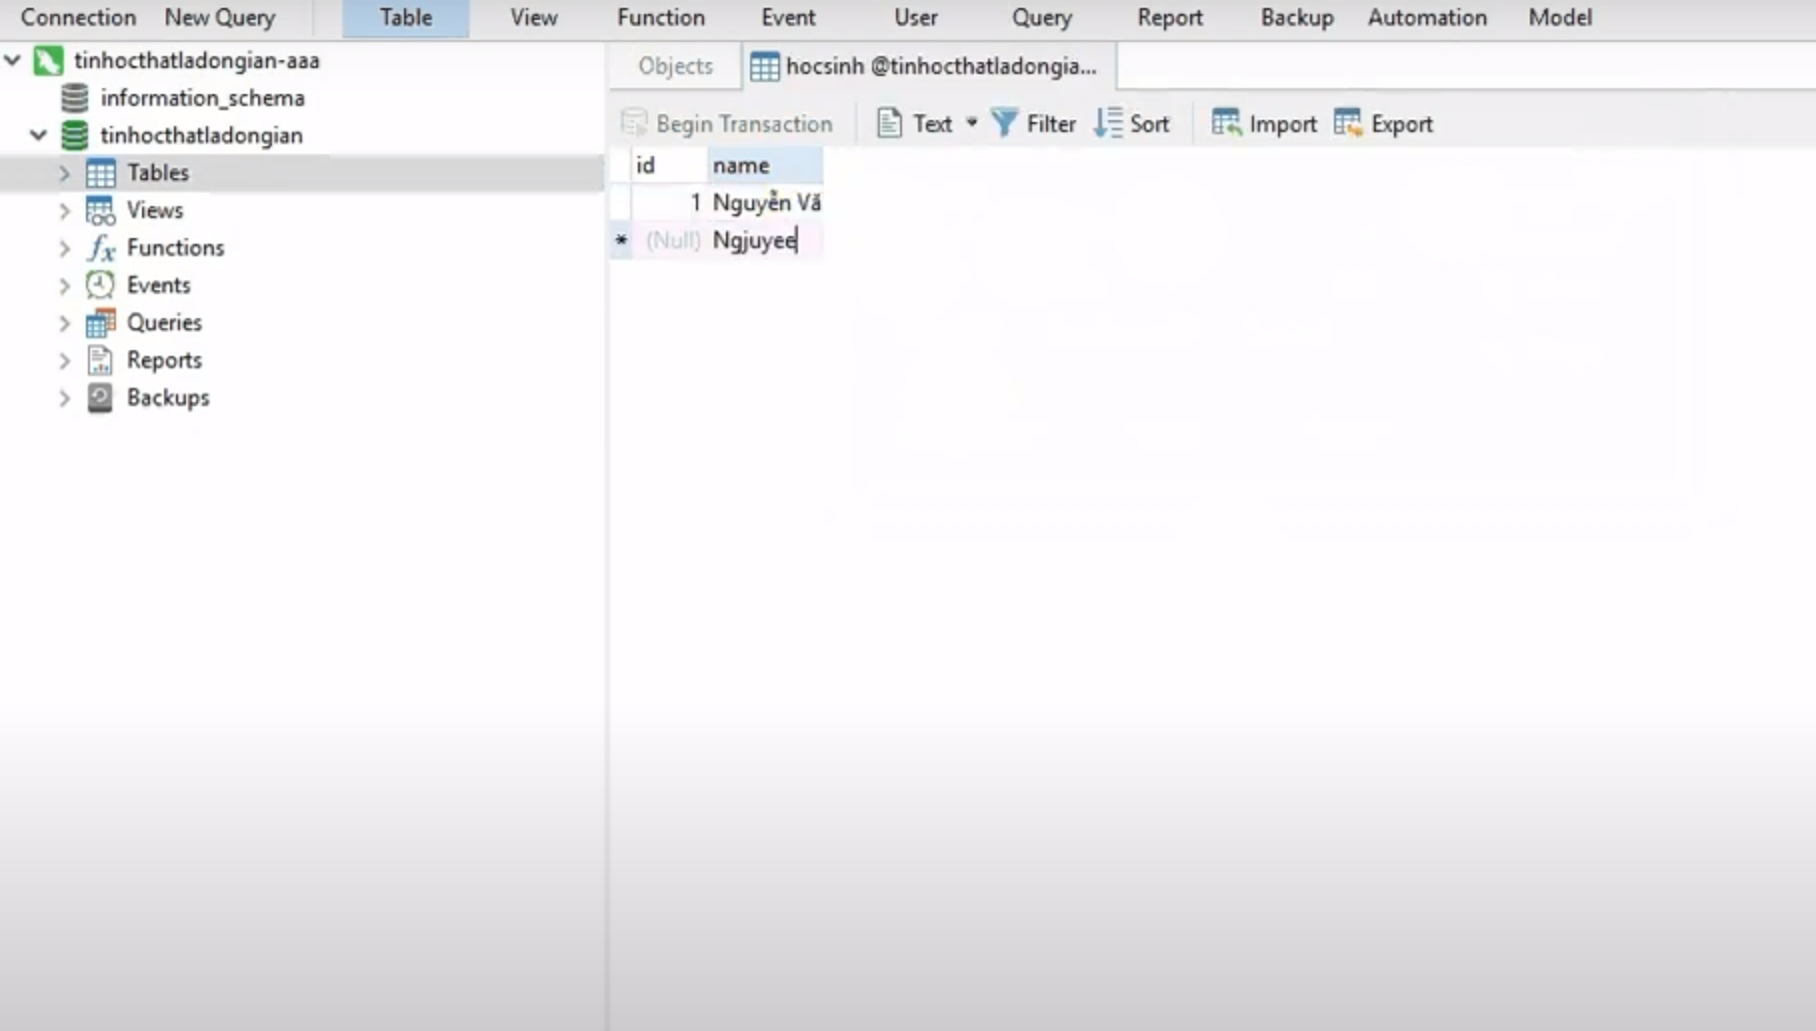 Connection New Query Table View Function Event User Query Report Backup Automation Model
tinhocthatladongian-aaa
information_schema
tinhocthatladongian
Tables
Views
Functions
Events
Queries
Reports
Backups
Objects hocsinh @tinhocthatladongia...
Begin Transaction Text Filter Sort Import Export
id name
1 Nguyễn Vă
* (Null) Ngjuyee